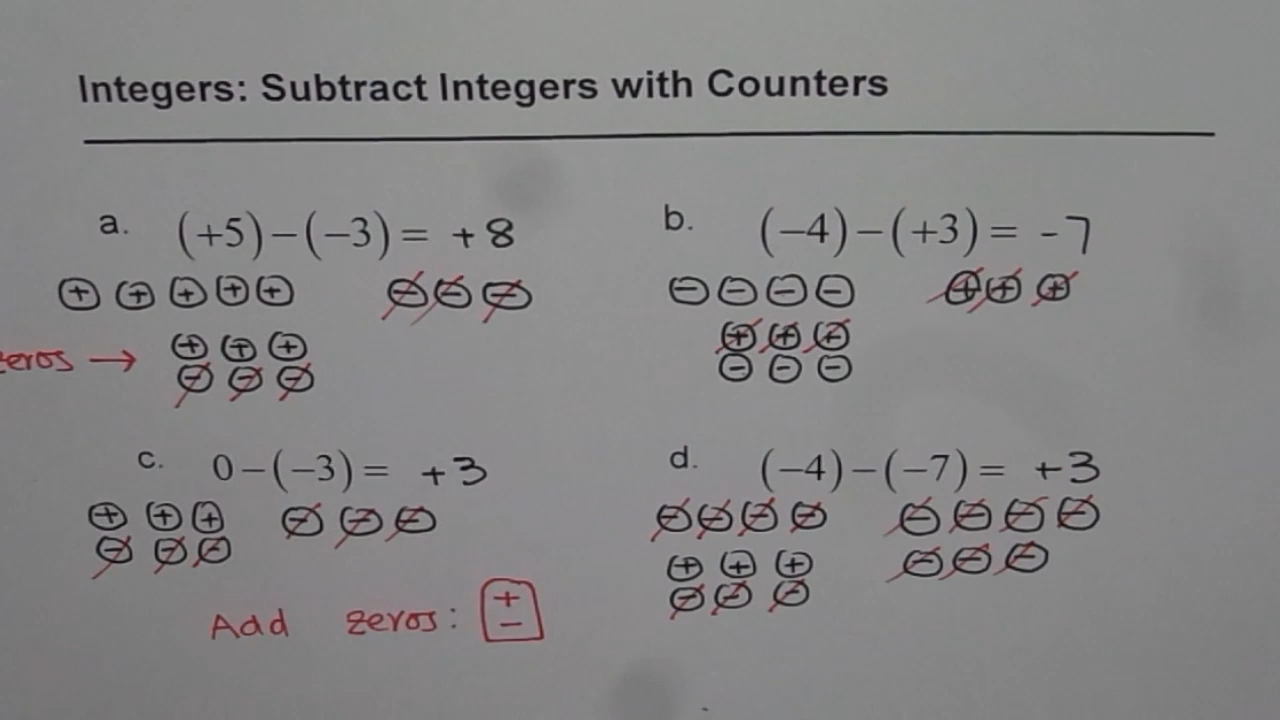 Integers: Subtract Integers with Counters
a. (+5)−(−3)= +8
b. (−4)−(+3)= -7
⊕ ⊕ ⊕ ⊕ ⊕ ⊖ ⊖ ⊖
⊖ ⊖ ⊖ ⊖ ⊕ ⊕ ⊕
→ ⊕ ⊕ ⊕
⊖ ⊖ ⊖
⊕ ⊕ ⊕
⊖ ⊖ ⊖
c. 0−(−3)= +3
d. (−4)−(−7)= +3
⊕ ⊕ ⊕ ⊖ ⊖ ⊖
⊖ ⊖ ⊖
⊖ ⊖ ⊖ ⊖ ⊖ ⊖ ⊖ ⊖
⊕ ⊕ ⊕ ⊖ ⊖ ⊖
⊖ ⊖ ⊖
Add zeros: +
−